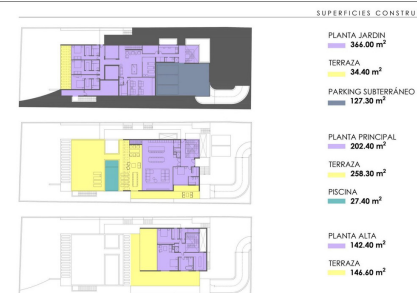 SUPERFICIES CONSTRU
PLANTA JARDIN
366.00 m²
TERRAZA
34.40 m²
PARKING SUBTERRÁNEO
127.30 m²
PLANTA PRINCIPAL
202.40 m²
TERRAZA
258.30 m²
PISCINA
27.40 m²
PLANTA ALTA
142.40 m²
TERRAZA
146.60 m²